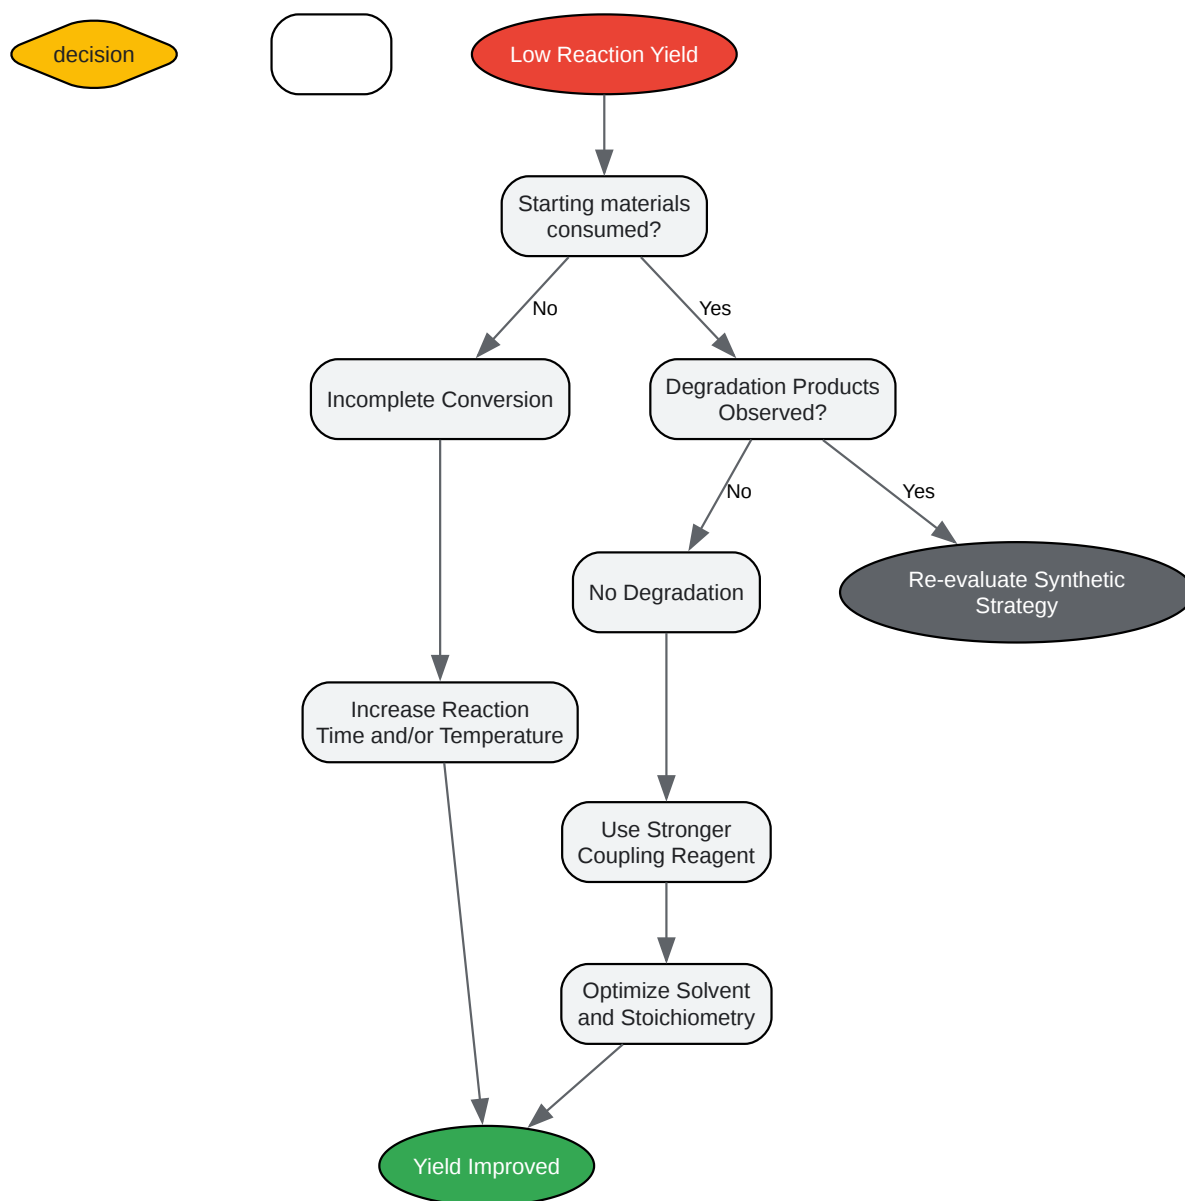 decision
Low Reaction Yield
Starting materials
consumed?
No
Yes
Incomplete Conversion
Degradation Products
Observed?
No
Yes
No Degradation
Re-evaluate Synthetic
Strategy
Increase Reaction
Time and/or Temperature
Use Stronger
Coupling Reagent
Optimize Solvent
and Stoichiometry
Yield Improved